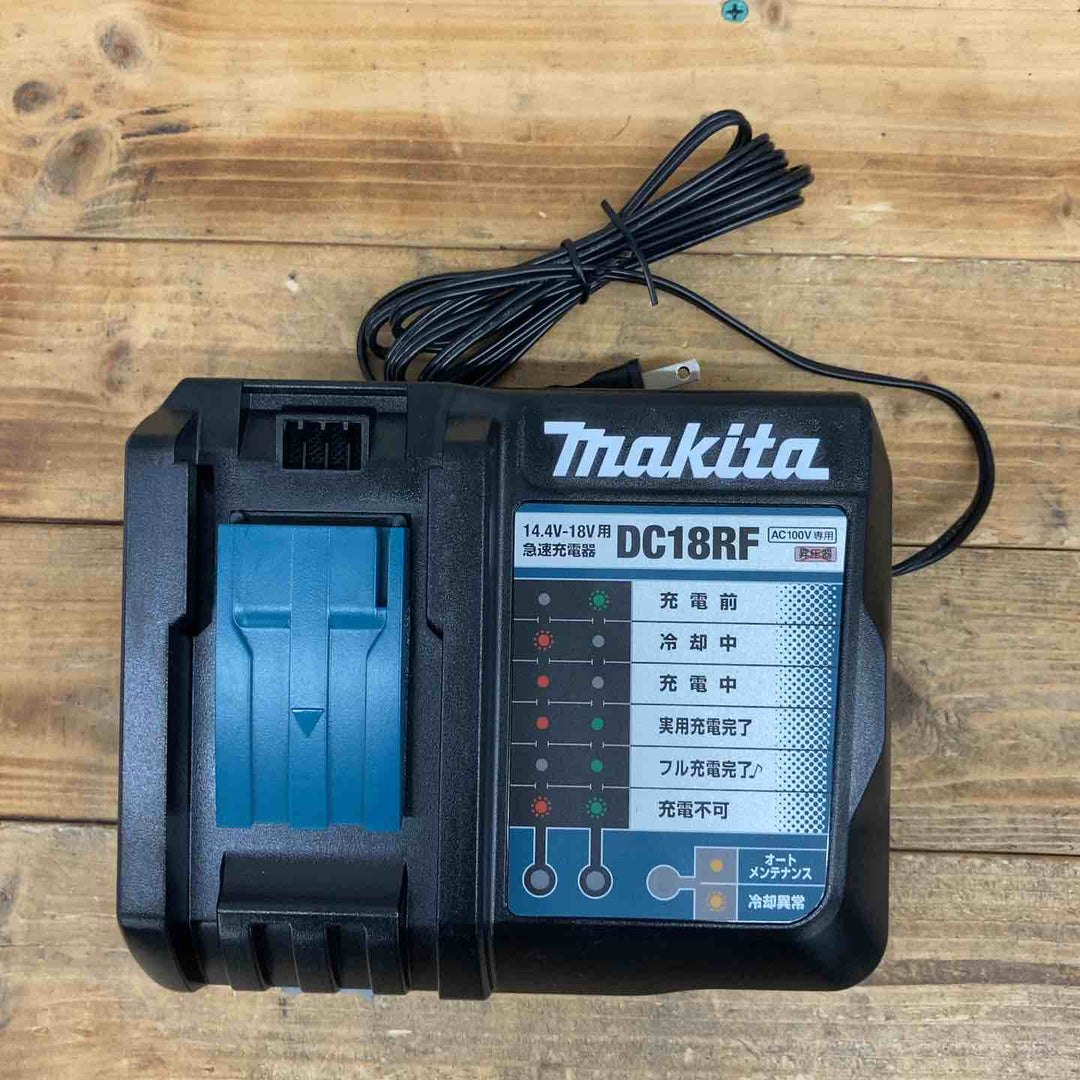 makita
14.4V-18V用
急速充電器
DC18RF
AC100V専用
昇圧器
充電前
冷却中
充電中
実用充電完了
フル充電完了♪
充電不可
オート
メンテナンス
冷却異常